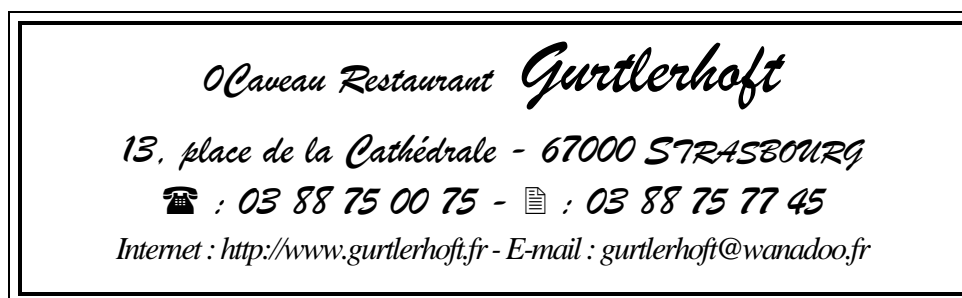 0Caveau Restaurant Gurtlerhoft
13, place de la Cathédrale - 67000 STRASBOURG
☎ : 03 88 75 00 75 - 🗎 : 03 88 75 77 45
Internet : http://www.gurtlerhoft.fr - E-mail : gurtlerhoft@wanadoo.fr